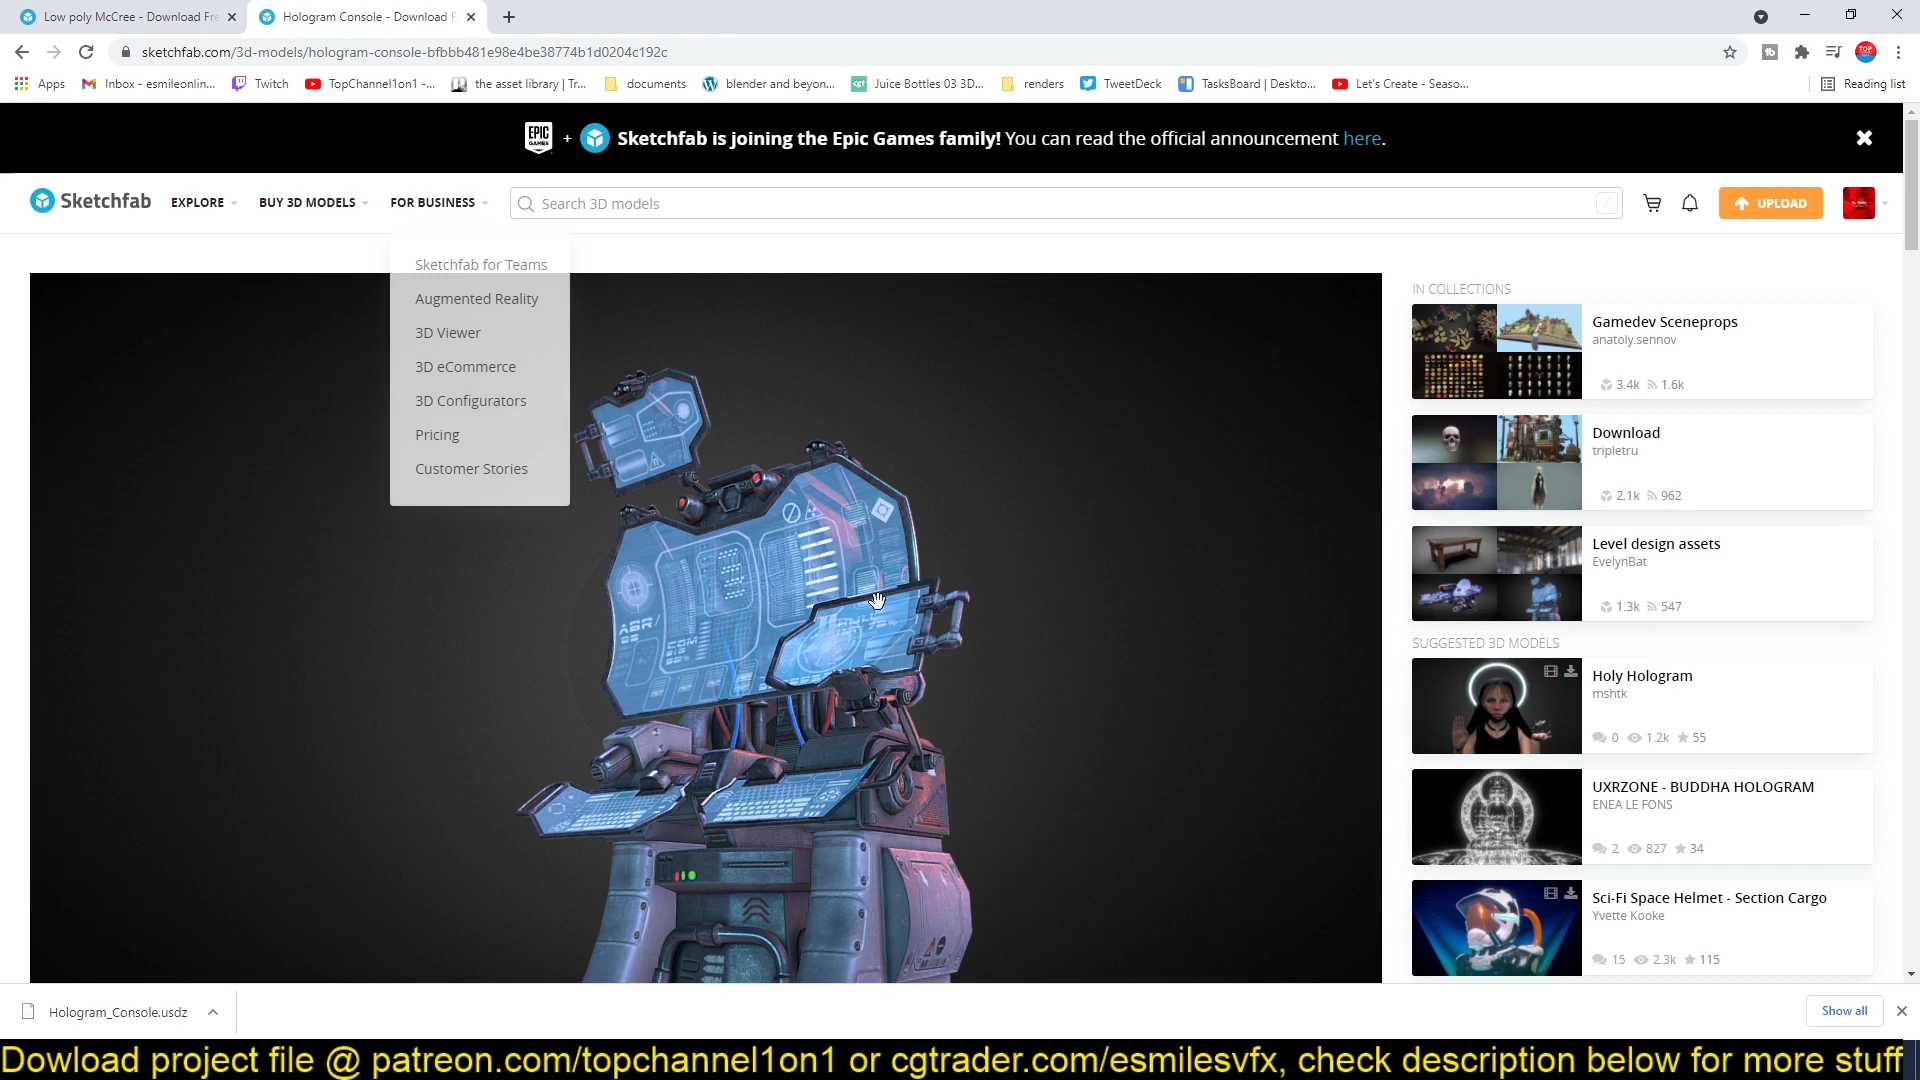 Low poly McCree - Download Fre
Hologram Console - Download F
sketchfab.com/3d-models/hologram-console-bfbbb481e98e4be38774b1d0204c192c
Apps
Inbox - esmileonlin...
Twitch
TopChannel1on1 -...
the asset library | Tr...
documents
blender and beyon...
Juice Bottles 03 3D...
renders
TweetDeck
TasksBoard | Deskto...
Let's Create - Seaso...
Reading list
EPIC GAMES + Sketchfab is joining the Epic Games family! You can read the official announcement here.
Sketchfab
EXPLORE
BUY 3D MODELS
FOR BUSINESS
Search 3D models
/
UPLOAD
Sketchfab for Teams
Augmented Reality
3D Viewer
3D eCommerce
3D Configurators
Pricing
Customer Stories
IN COLLECTIONS
Gamedev Sceneprops
anatoly.sennov
3.4k 1.6k
Download
tripletru
2.1k 962
Level design assets
EvelynBat
1.3k 547
SUGGESTED 3D MODELS
Holy Hologram
mshtk
0 1.2k 55
UXRZONE - BUDDHA HOLOGRAM
ENEA LE FONS
2 827 34
Sci-Fi Space Helmet - Section Cargo
Yvette Kooke
15 2.3k 115
Hologram_Console.usdz
Show all
Dowload project file @ patreon.com/topchannel1on1 or cgtrader.com/esmilesvfx, check description below for more stuff